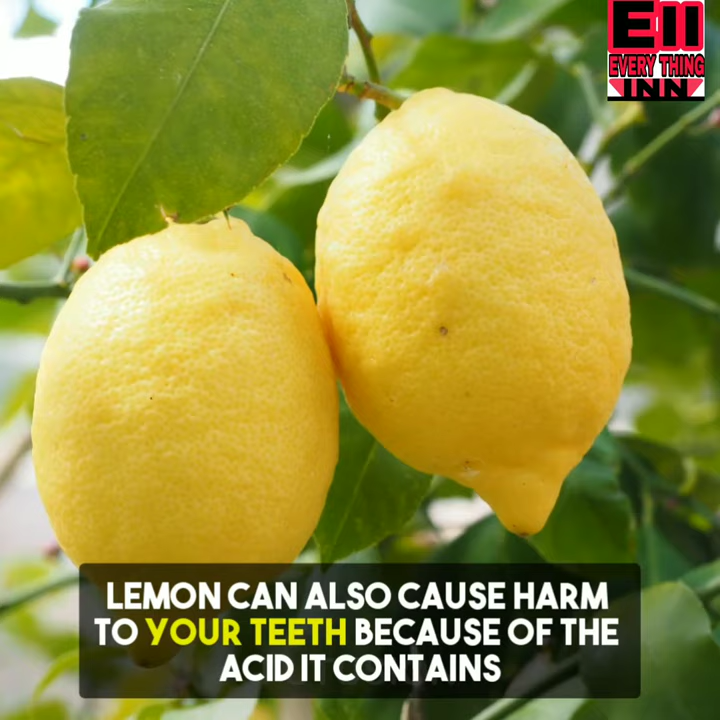 EII
EVERY THING
INN
LEMON CAN ALSO CAUSE HARM
TO YOUR TEETH BECAUSE OF THE
ACID IT CONTAINS